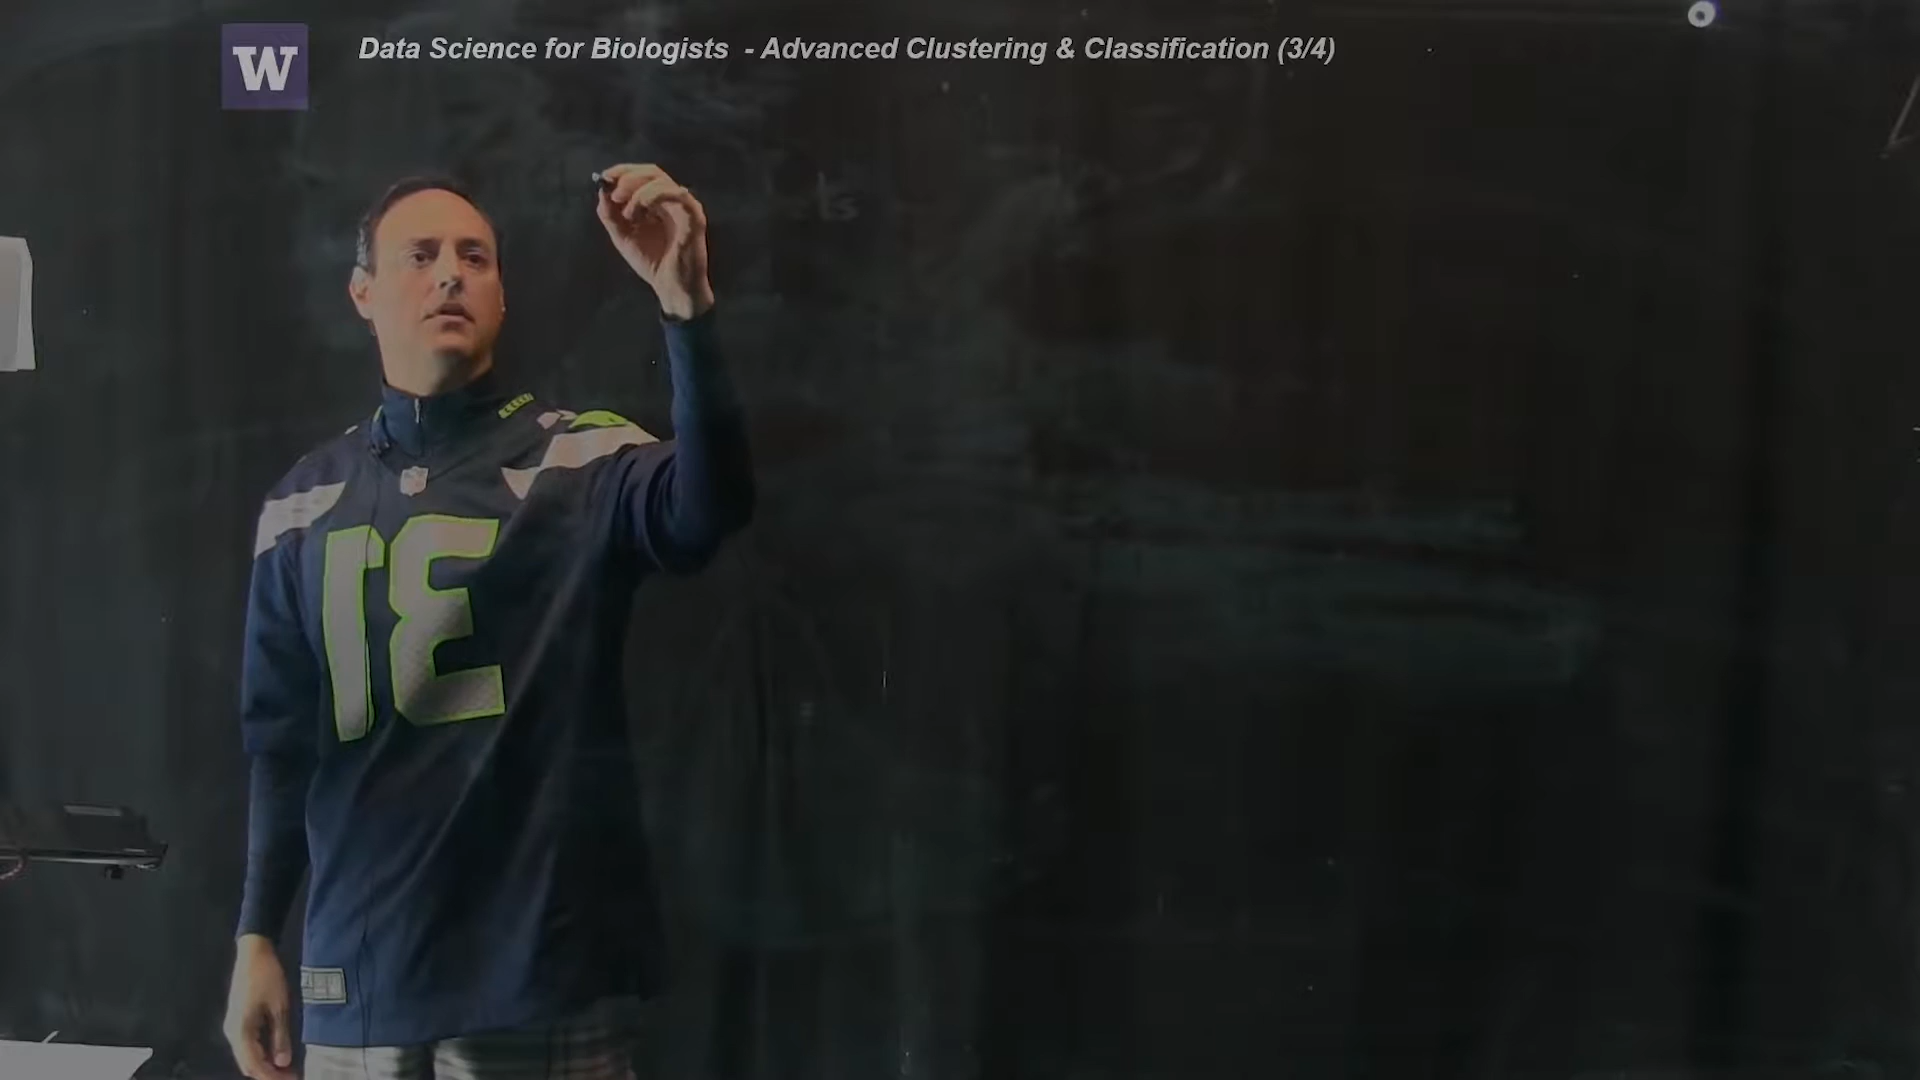 W
Data Science for Biologists - Advanced Clustering & Classification (3/4)
31